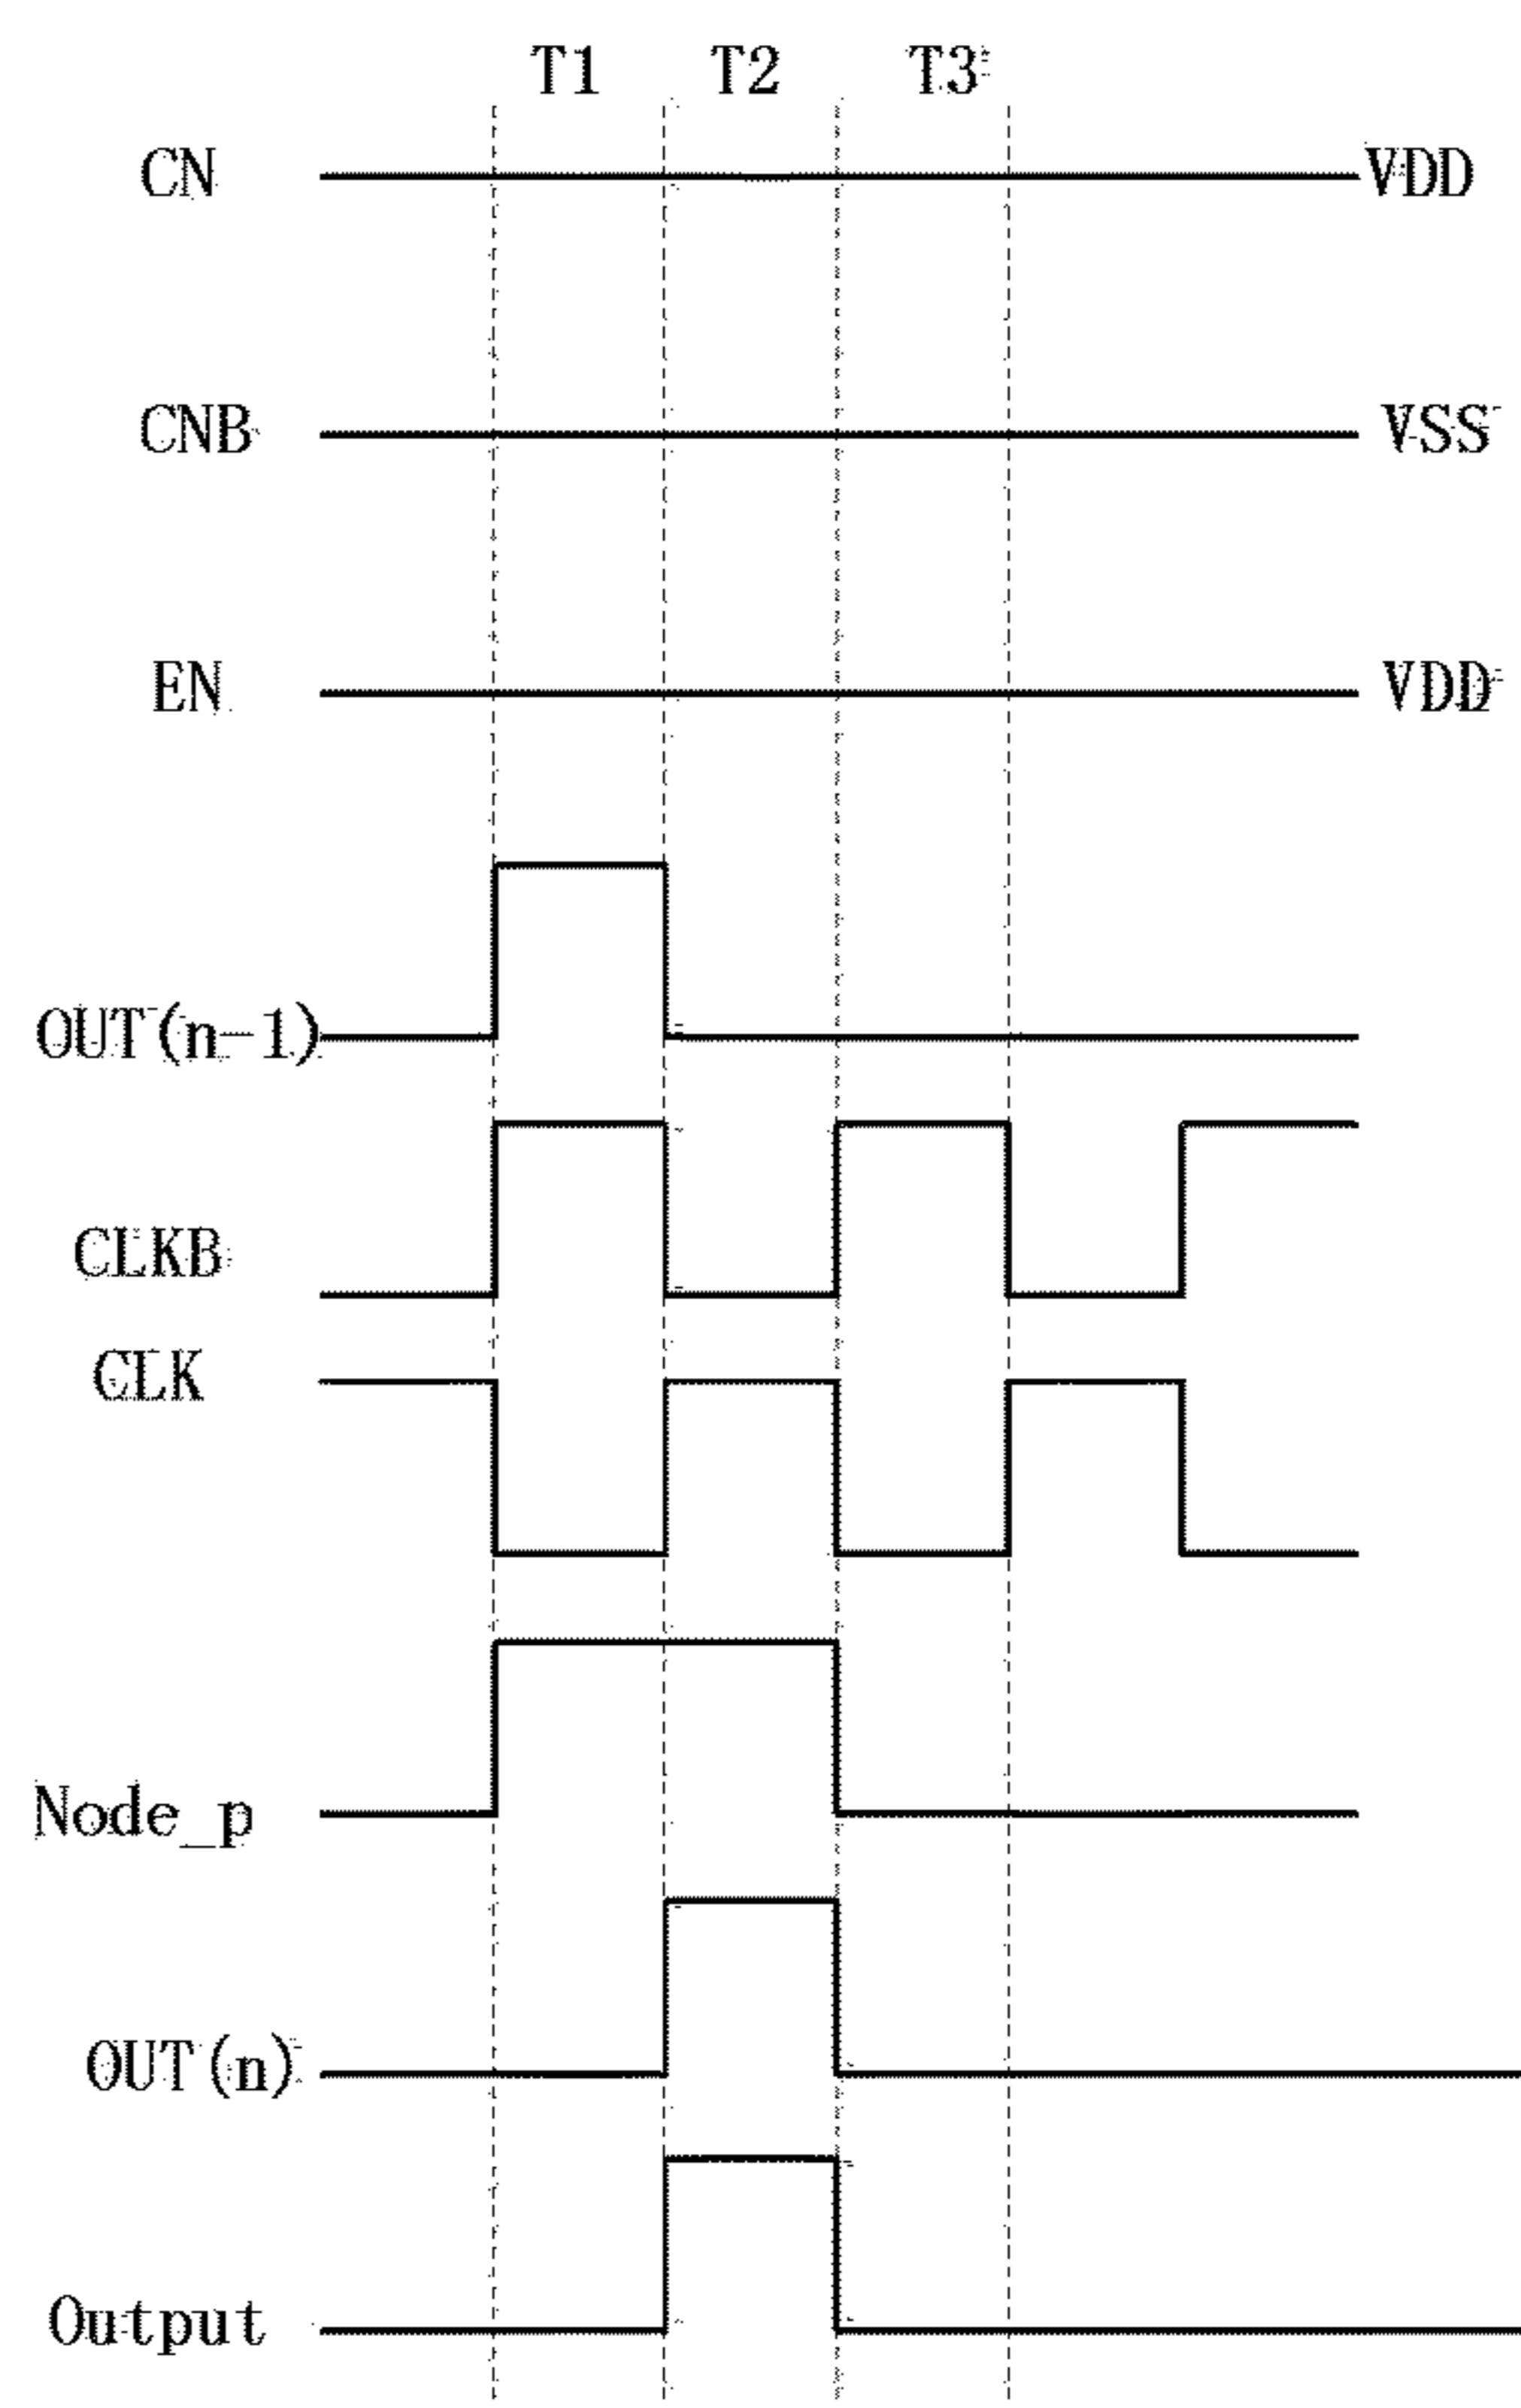 T1 T2 T3
CN VDD
CNB VSS
EN VDD
OUT(n-1)
CLKB
CLK
Node_p
OUT(n)
Output